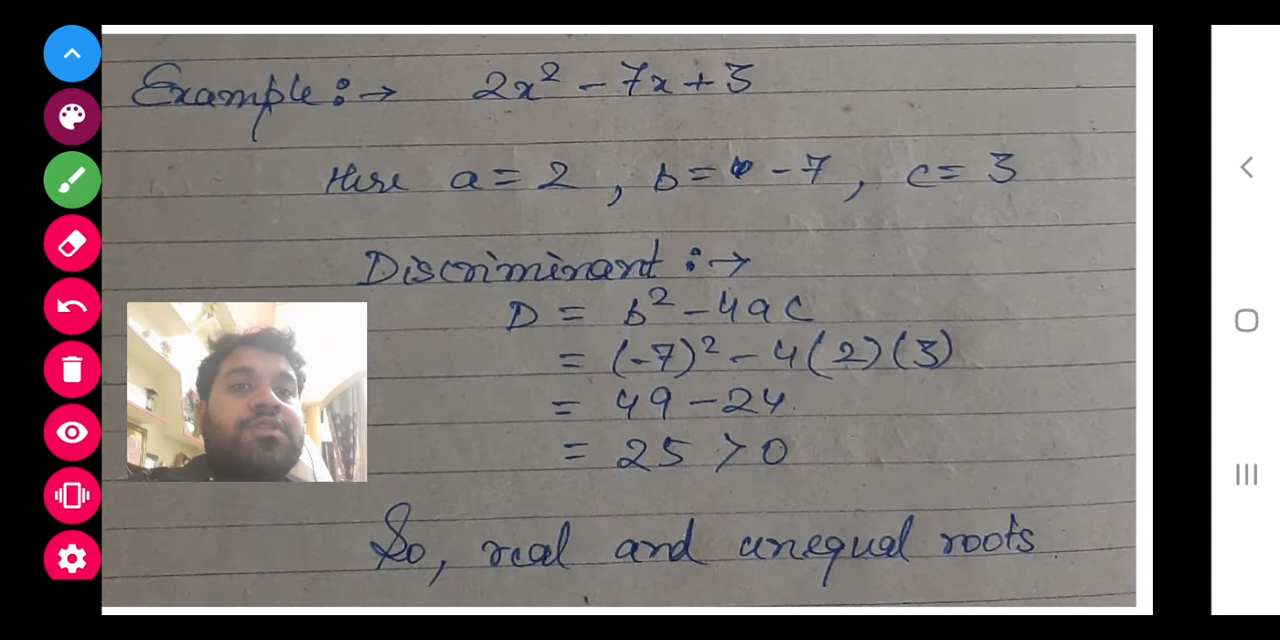 Example :→ 2x² - 7x + 3
Here a = 2 , b = -7 , c = 3
Discriminant :→
D = b² - 4ac
= (-7)² - 4(2)(3)
= 49 - 24
= 25 > 0
So, real and unequal roots.